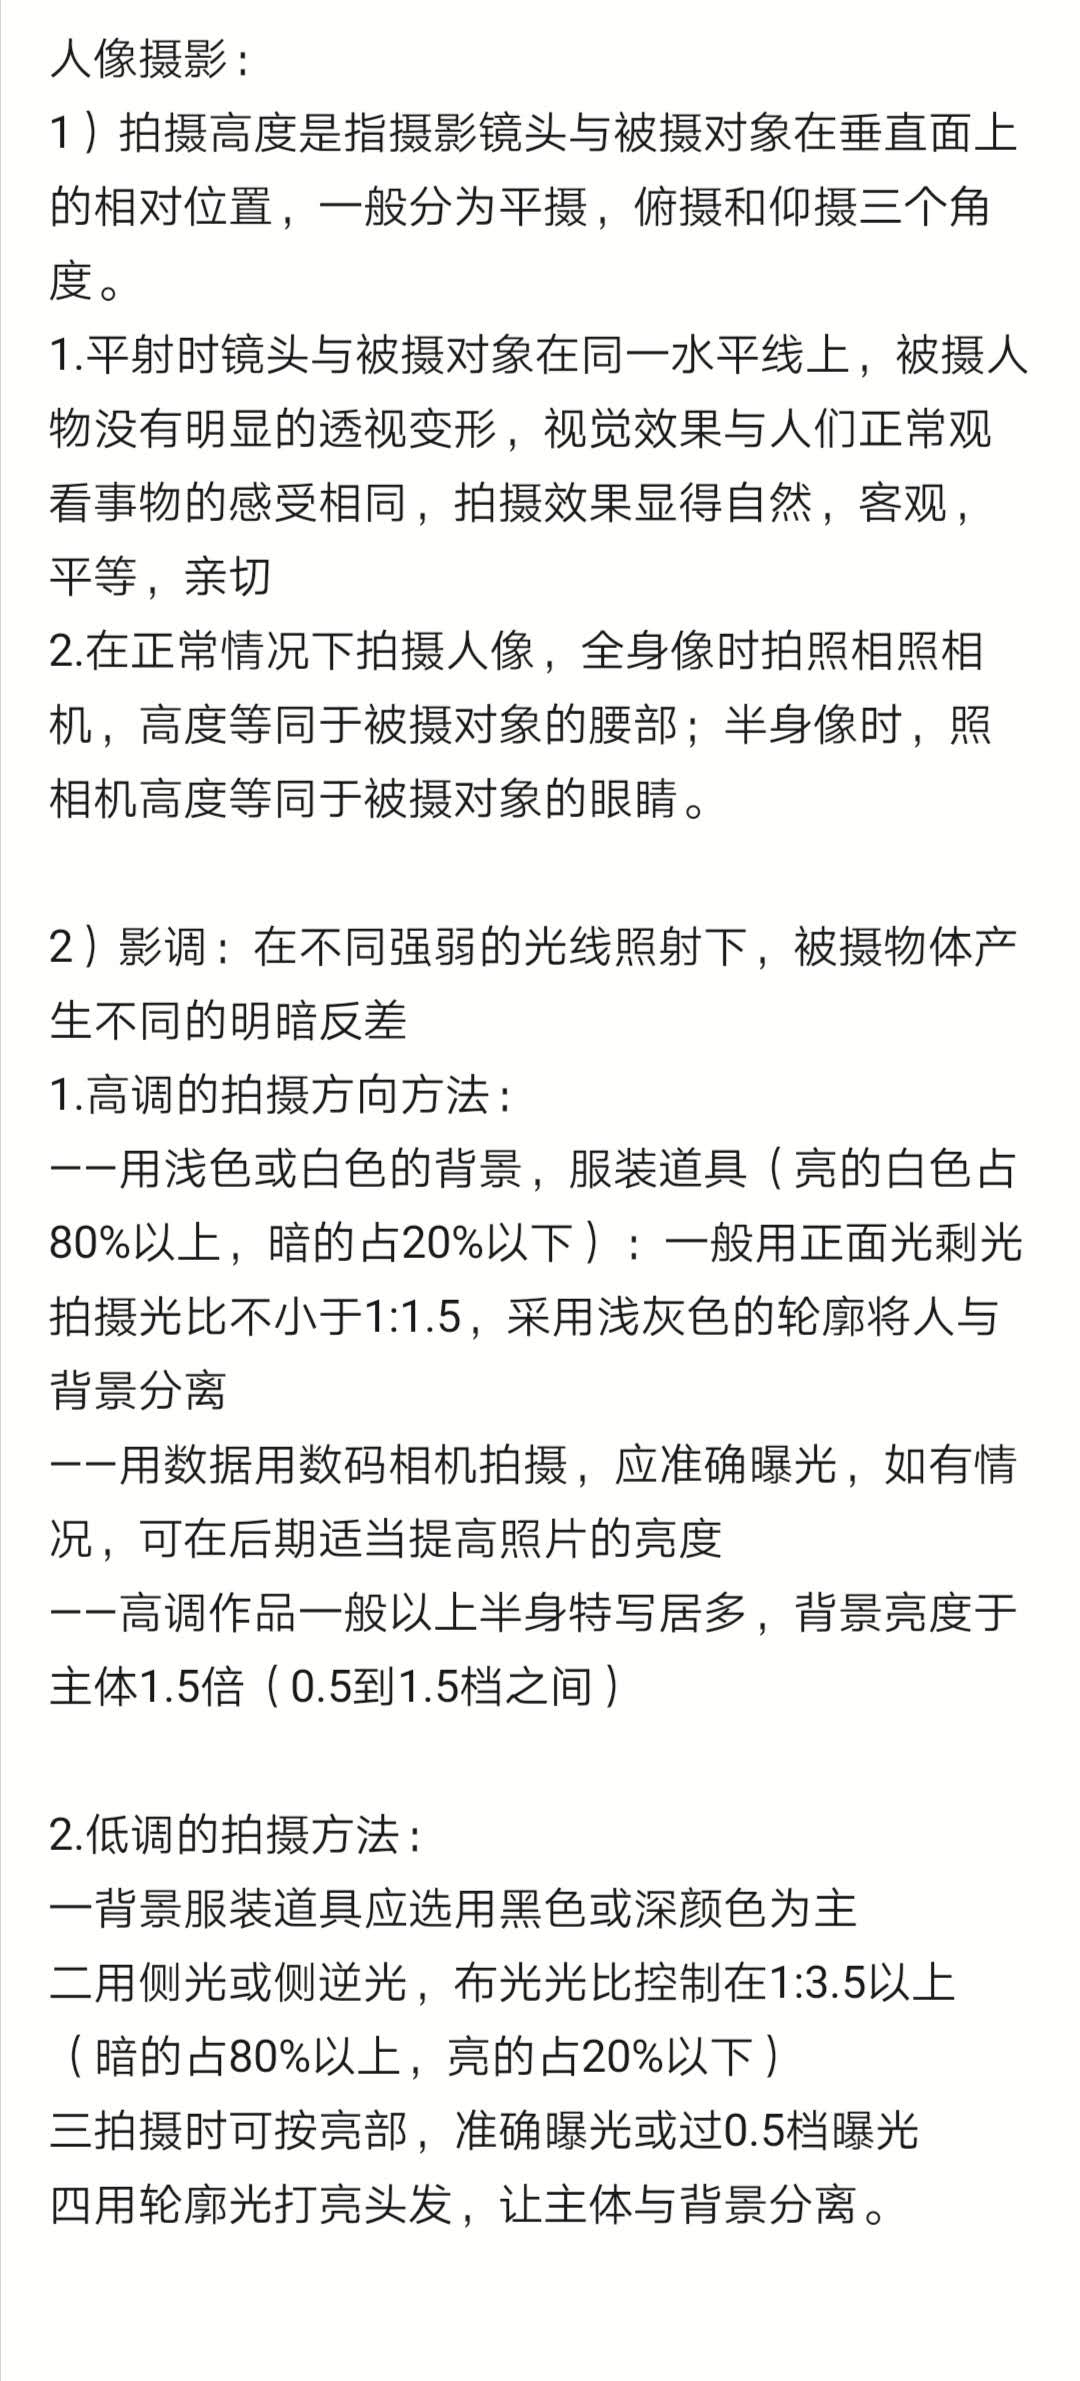 人像摄影：
1）拍摄高度是指摄影镜头与被摄对象在垂直面上
的相对位置，一般分为平摄，俯摄和仰摄三个角
度。
1.平射时镜头与被摄对象在同一水平线上，被摄人
物没有明显的透视变形，视觉效果与人们正常观
看事物的感受相同，拍摄效果显得自然，客观，
平等，亲切
2.在正常情况下拍摄人像，全身像时拍照相照相
机，高度等同于被摄对象的腰部；半身像时，照
相机高度等同于被摄对象的眼睛。
2）影调：在不同强弱的光线照射下，被摄物体产
生不同的明暗反差
1.高调的拍摄方向方法：
——用浅色或白色的背景，服装道具（亮的白色占
80%以上，暗的占20%以下）：一般用正面光剩光
拍摄光比不小于1:1.5，采用浅灰色的轮廓将人与
背景分离
——用数据用数码相机拍摄，应准确曝光，如有情
况，可在后期适当提高照片的亮度
——高调作品一般以上半身特写居多，背景亮度于
主体1.5倍（0.5到1.5档之间）
2.低调的拍摄方法：
一背景服装道具应选用黑色或深颜色为主
二用侧光或侧逆光，布光光比控制在1:3.5以上
（暗的占80%以上，亮的占20%以下）
三拍摄时可按亮部，准确曝光或过0.5档曝光
四用轮廓光打亮头发，让主体与背景分离。